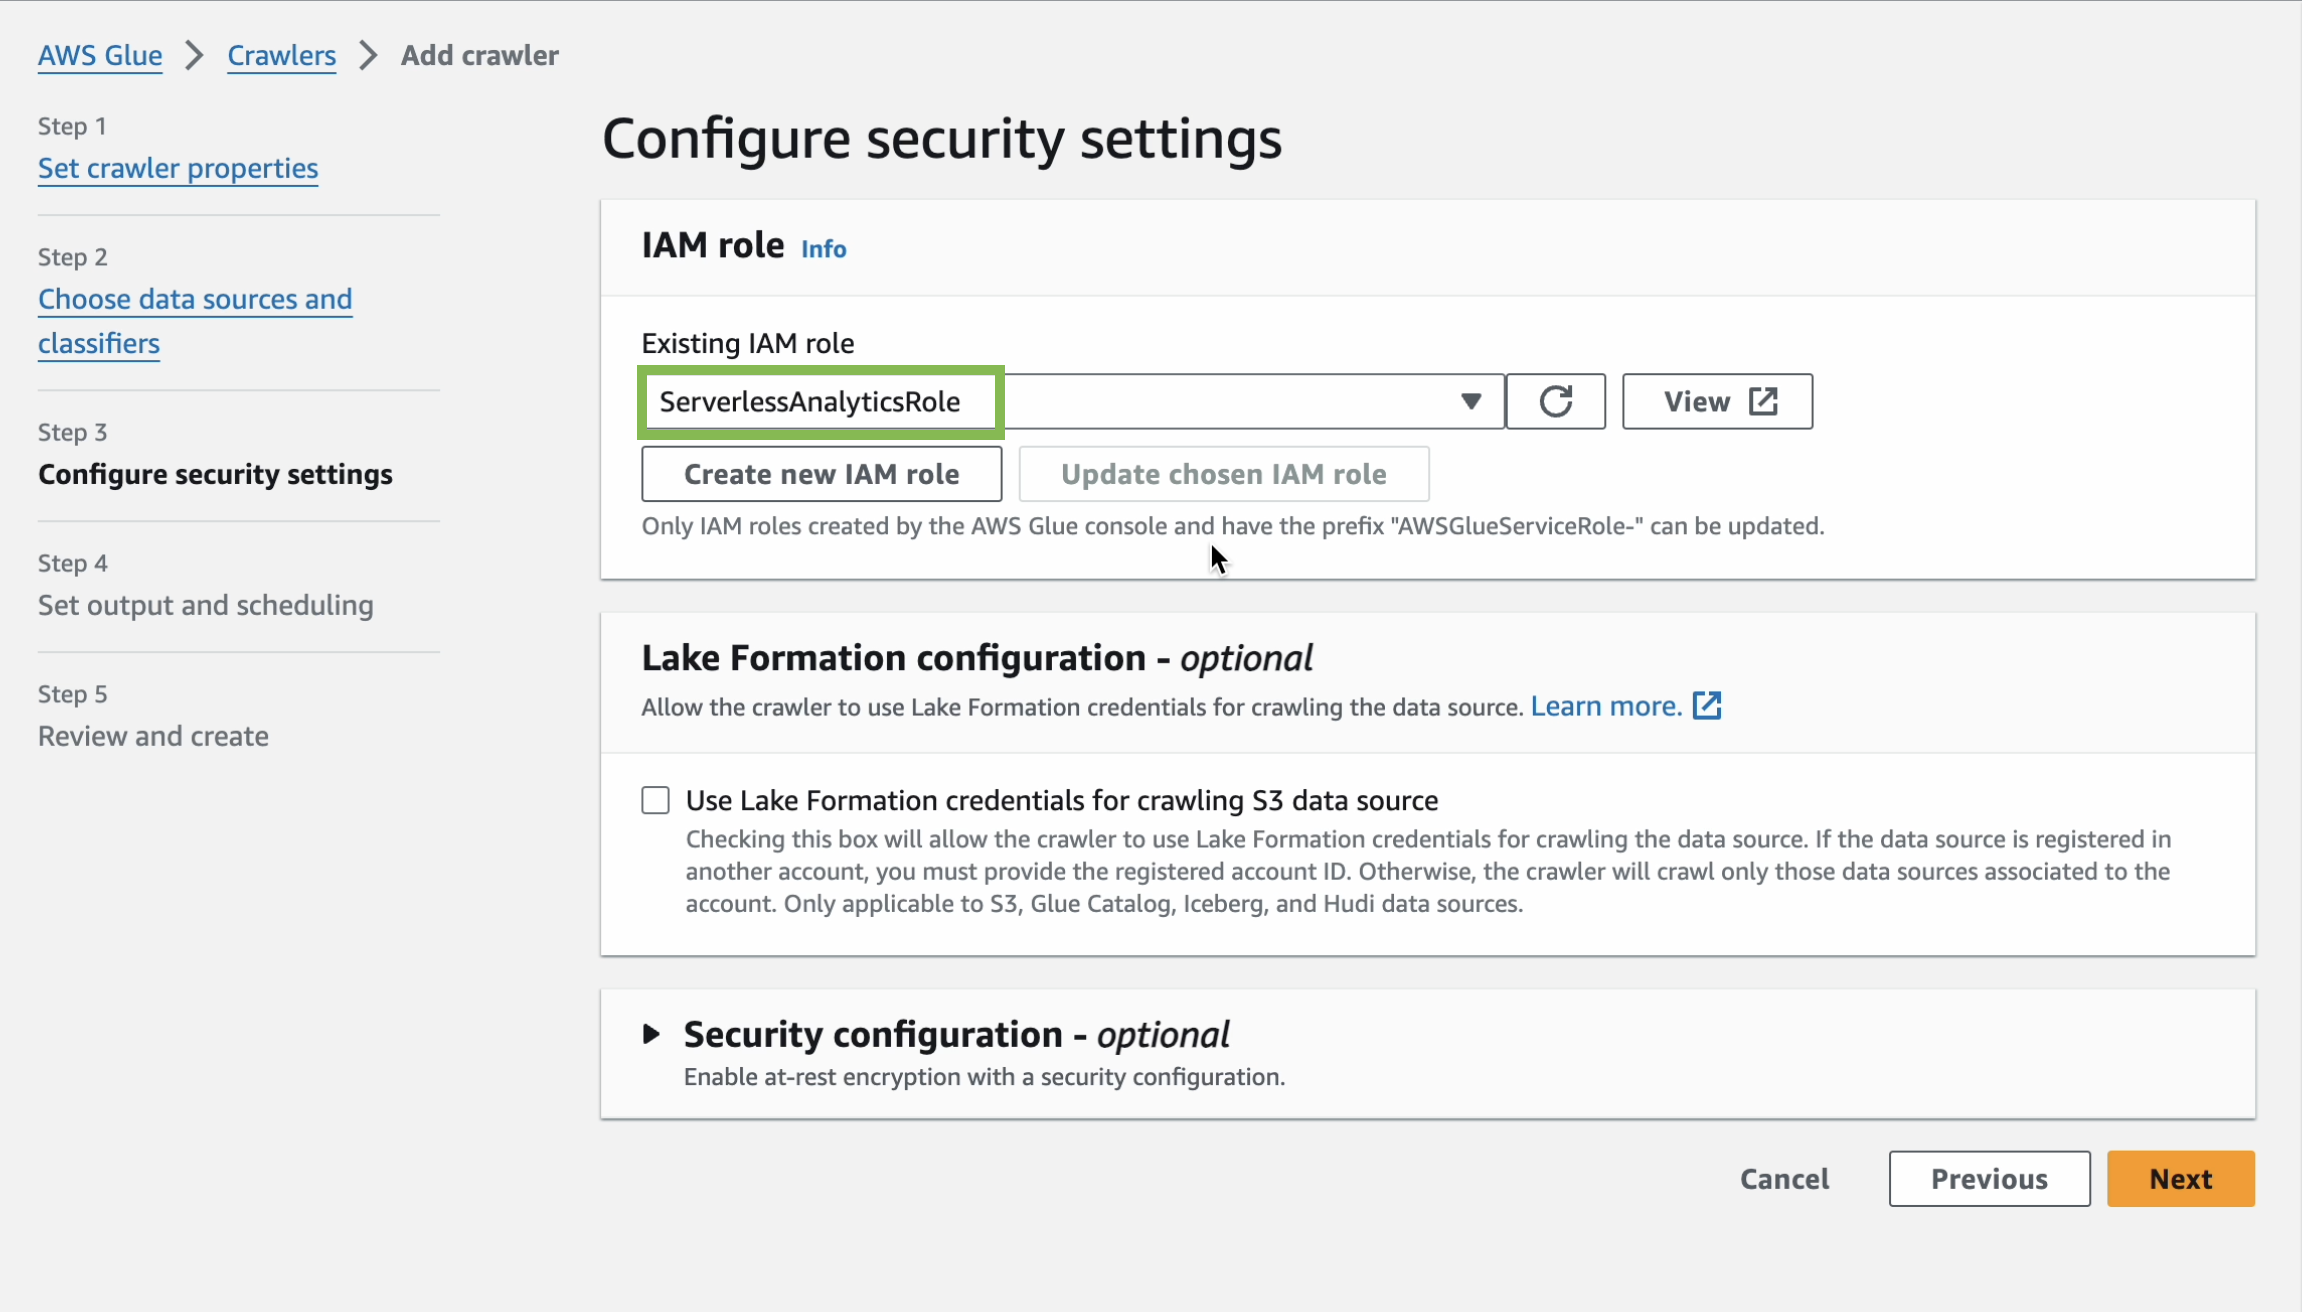 AWS Glue > Crawlers > Add crawler
Step 1
Set crawler properties
Step 2
Choose data sources and
classifiers
Step 3
Configure security settings
Step 4
Set output and scheduling
Step 5
Review and create
Configure security settings
IAM role Info
Existing IAM role
ServerlessAnalyticsRole
View
Create new IAM role
Update chosen IAM role
Only IAM roles created by the AWS Glue console and have the prefix "AWSGlueServiceRole-" can be updated.
Lake Formation configuration - optional
Allow the crawler to use Lake Formation credentials for crawling the data source. Learn more.
Use Lake Formation credentials for crawling S3 data source
Checking this box will allow the crawler to use Lake Formation credentials for crawling the data source. If the data source is registered in
another account, you must provide the registered account ID. Otherwise, the crawler will crawl only those data sources associated to the
account. Only applicable to S3, Glue Catalog, Iceberg, and Hudi data sources.
Security configuration - optional
Enable at-rest encryption with a security configuration.
Cancel
Previous
Next